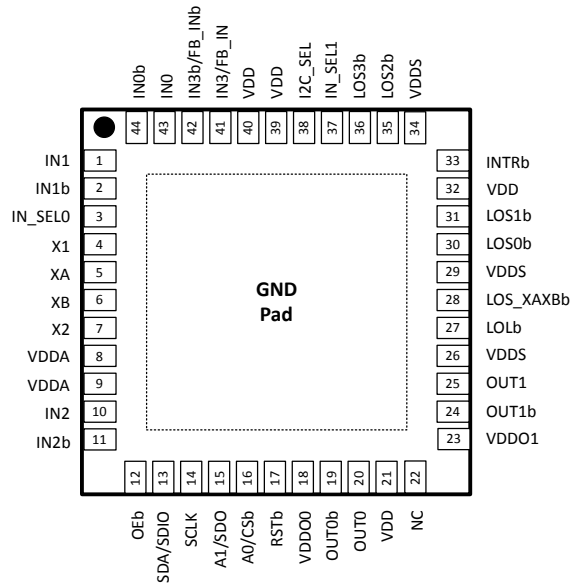 IN0b
IN0
IN3b/FB_INb
IN3/FB_IN
VDD
VDD
I2C_SEL
IN_SEL1
LOS3b
LOS2b
VDDS
44
43
42
41
40
39
38
37
36
35
34
IN1 1
IN1b 2
IN_SEL0 3
X1 4
XA 5
XB 6
X2 7
VDDA 8
VDDA 9
IN2 10
IN2b 11
GND
Pad
33 INTRb
32 VDD
31 LOS1b
30 LOS0b
29 VDDS
28 LOS_XAXBb
27 LOLb
26 VDDS
25 OUT1
24 OUT1b
23 VDDO1
12
13
14
15
16
17
18
19
20
21
22
OEb
SDA/SDIO
SCLK
A1/SDO
A0/CSb
RSTb
VDDO0
OUT0b
OUT0
VDD
NC